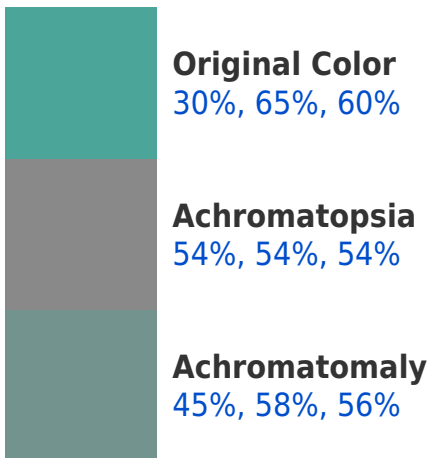 Original Color
30%, 65%, 60%
Achromatopsia
54%, 54%, 54%
Achromatomaly
45%, 58%, 56%